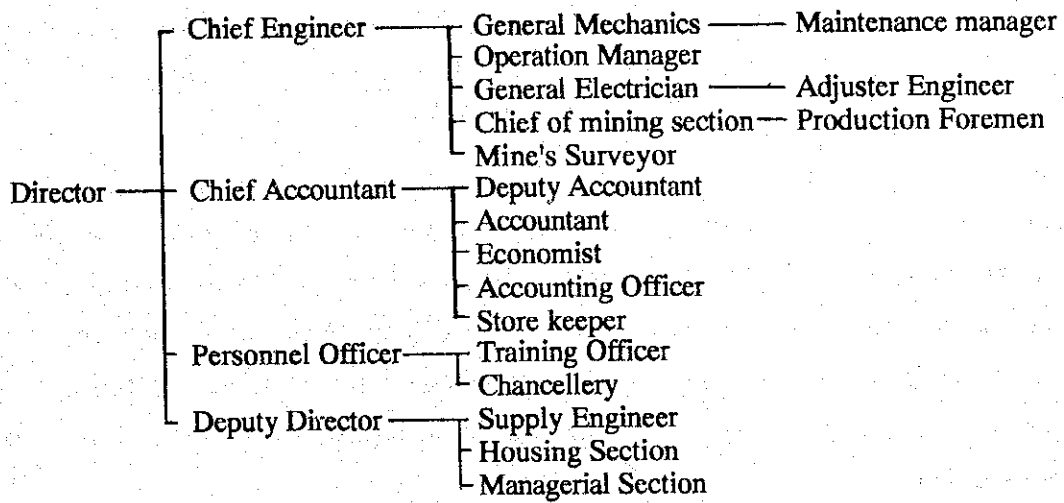 Chief Engineer General Mechanics Maintenance manager
Operation Manager
General Electrician Adjuster Engineer
Chief of mining section Production Foremen
Mine's Surveyor
Director Chief Accountant Deputy Accountant
Accountant
Economist
Accounting Officer
Store keeper
Personnel Officer Training Officer
Chancellery
Deputy Director Supply Engineer
Housing Section
Managerial Section